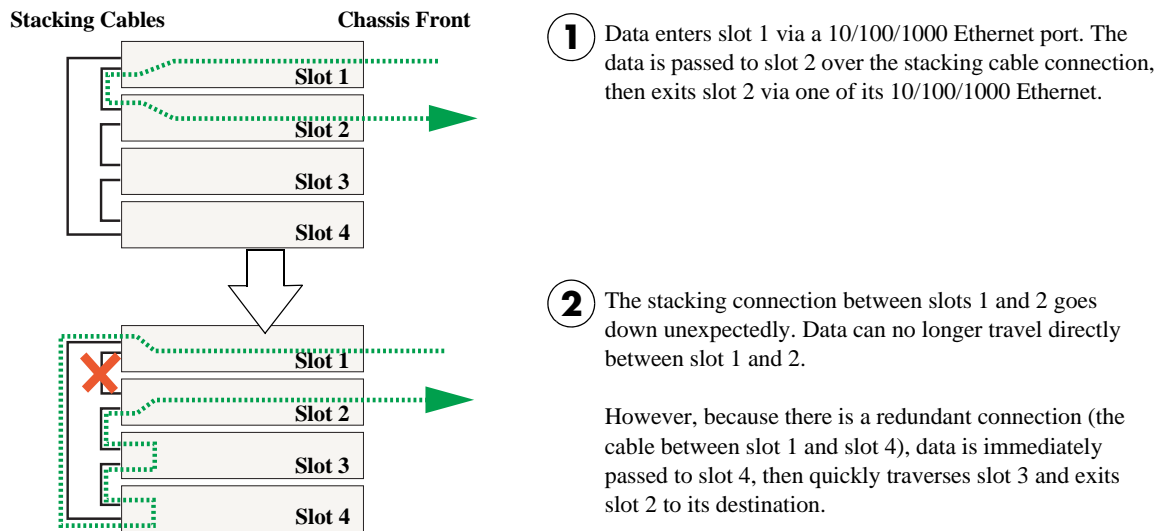 Stacking Cables
Chassis Front
Slot 1
Slot 2
Slot 3
Slot 4
1
Data enters slot 1 via a 10/100/1000 Ethernet port. The
data is passed to slot 2 over the stacking cable connection,
then exits slot 2 via one of its 10/100/1000 Ethernet.
Slot 1
Slot 2
Slot 3
Slot 4
2
The stacking connection between slots 1 and 2 goes
down unexpectedly. Data can no longer travel directly
between slot 1 and 2.
However, because there is a redundant connection (the
cable between slot 1 and slot 4), data is immediately
passed to slot 4, then quickly traverses slot 3 and exits
slot 2 to its destination.